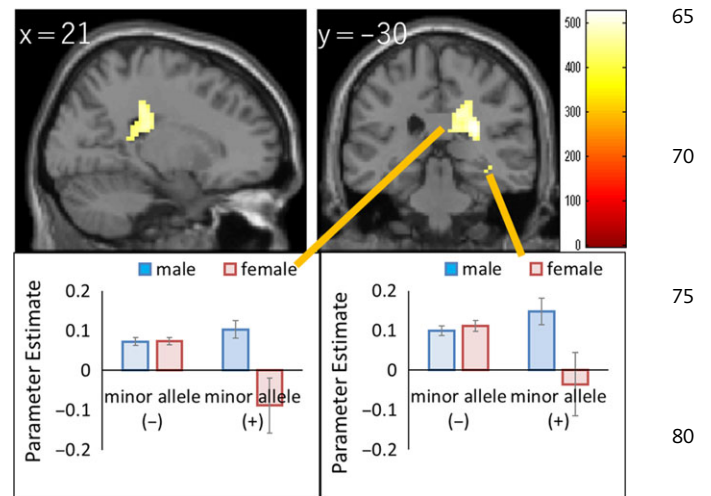 x=21
y=−30
500
400
300
200
100
0
65
70
75
80
male female
Parameter Estimate
0.2
0.1
0
−0.1
−0.2
minor allele minor allele
(−) (+)
male female
Parameter Estimate
0.2
0.1
0
−0.1
−0.2
minor allele minor allele
(−) (+)